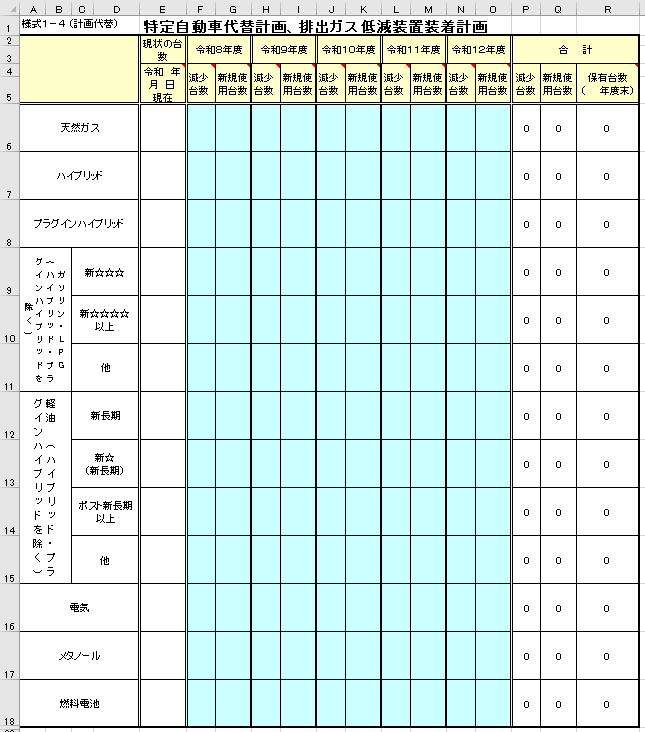 A B C D E F G H I J K L M N O P Q R
1 様式1－4（計画代替） 特定自動車代替計画、排出ガス低減装置装着計画
2 現状の台数 令和8年度 令和9年度 令和10年度 令和11年度 令和12年度 合 計
3
4 令和 年 月 日 現在 減少台数 新規使用台数 減少台数 新規使用台数 減少台数 新規使用台数 減少台数 新規使用台数 減少台数 新規使用台数 減少台数 新規使用台数 保有台数（ 年度末）
5
6 天然ガス 0 0 0
7 ハイブリッド 0 0 0
8 プラグインハイブリッド 0 0 0
ガソリン・LPG（ハイブリッド・プラグインハイブリッドを除く）
9 新☆☆☆ 0 0 0
10 新☆☆☆☆以上 0 0 0
11 他 0 0 0
軽油（ハイブリッド・プラグインハイブリッドを除く）
12 新長期 0 0 0
13 新☆（新長期） 0 0 0
14 ポスト新長期以上 0 0 0
15 他 0 0 0
16 電気 0 0 0
17 メタノール 0 0 0
18 燃料電池 0 0 0